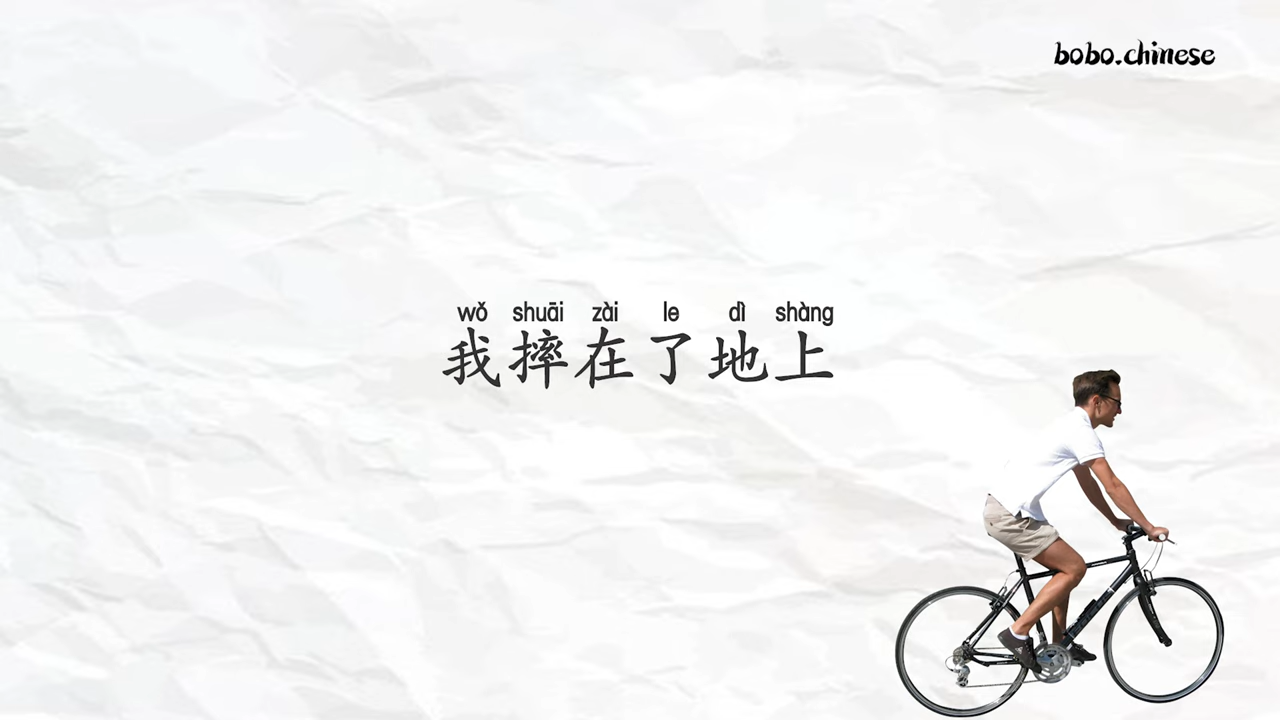 bobo.chinese
wǒ shuāi zài le dì shàng
我摔在了地上